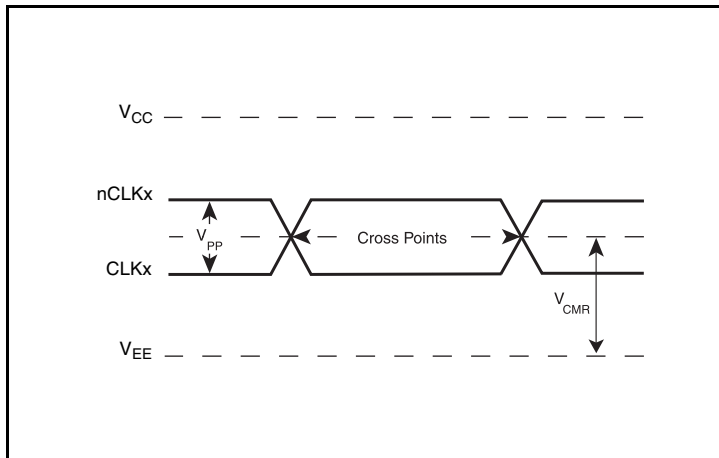 VCC
nCLKx
VPP
Cross Points
CLKx
VCMR
VEE